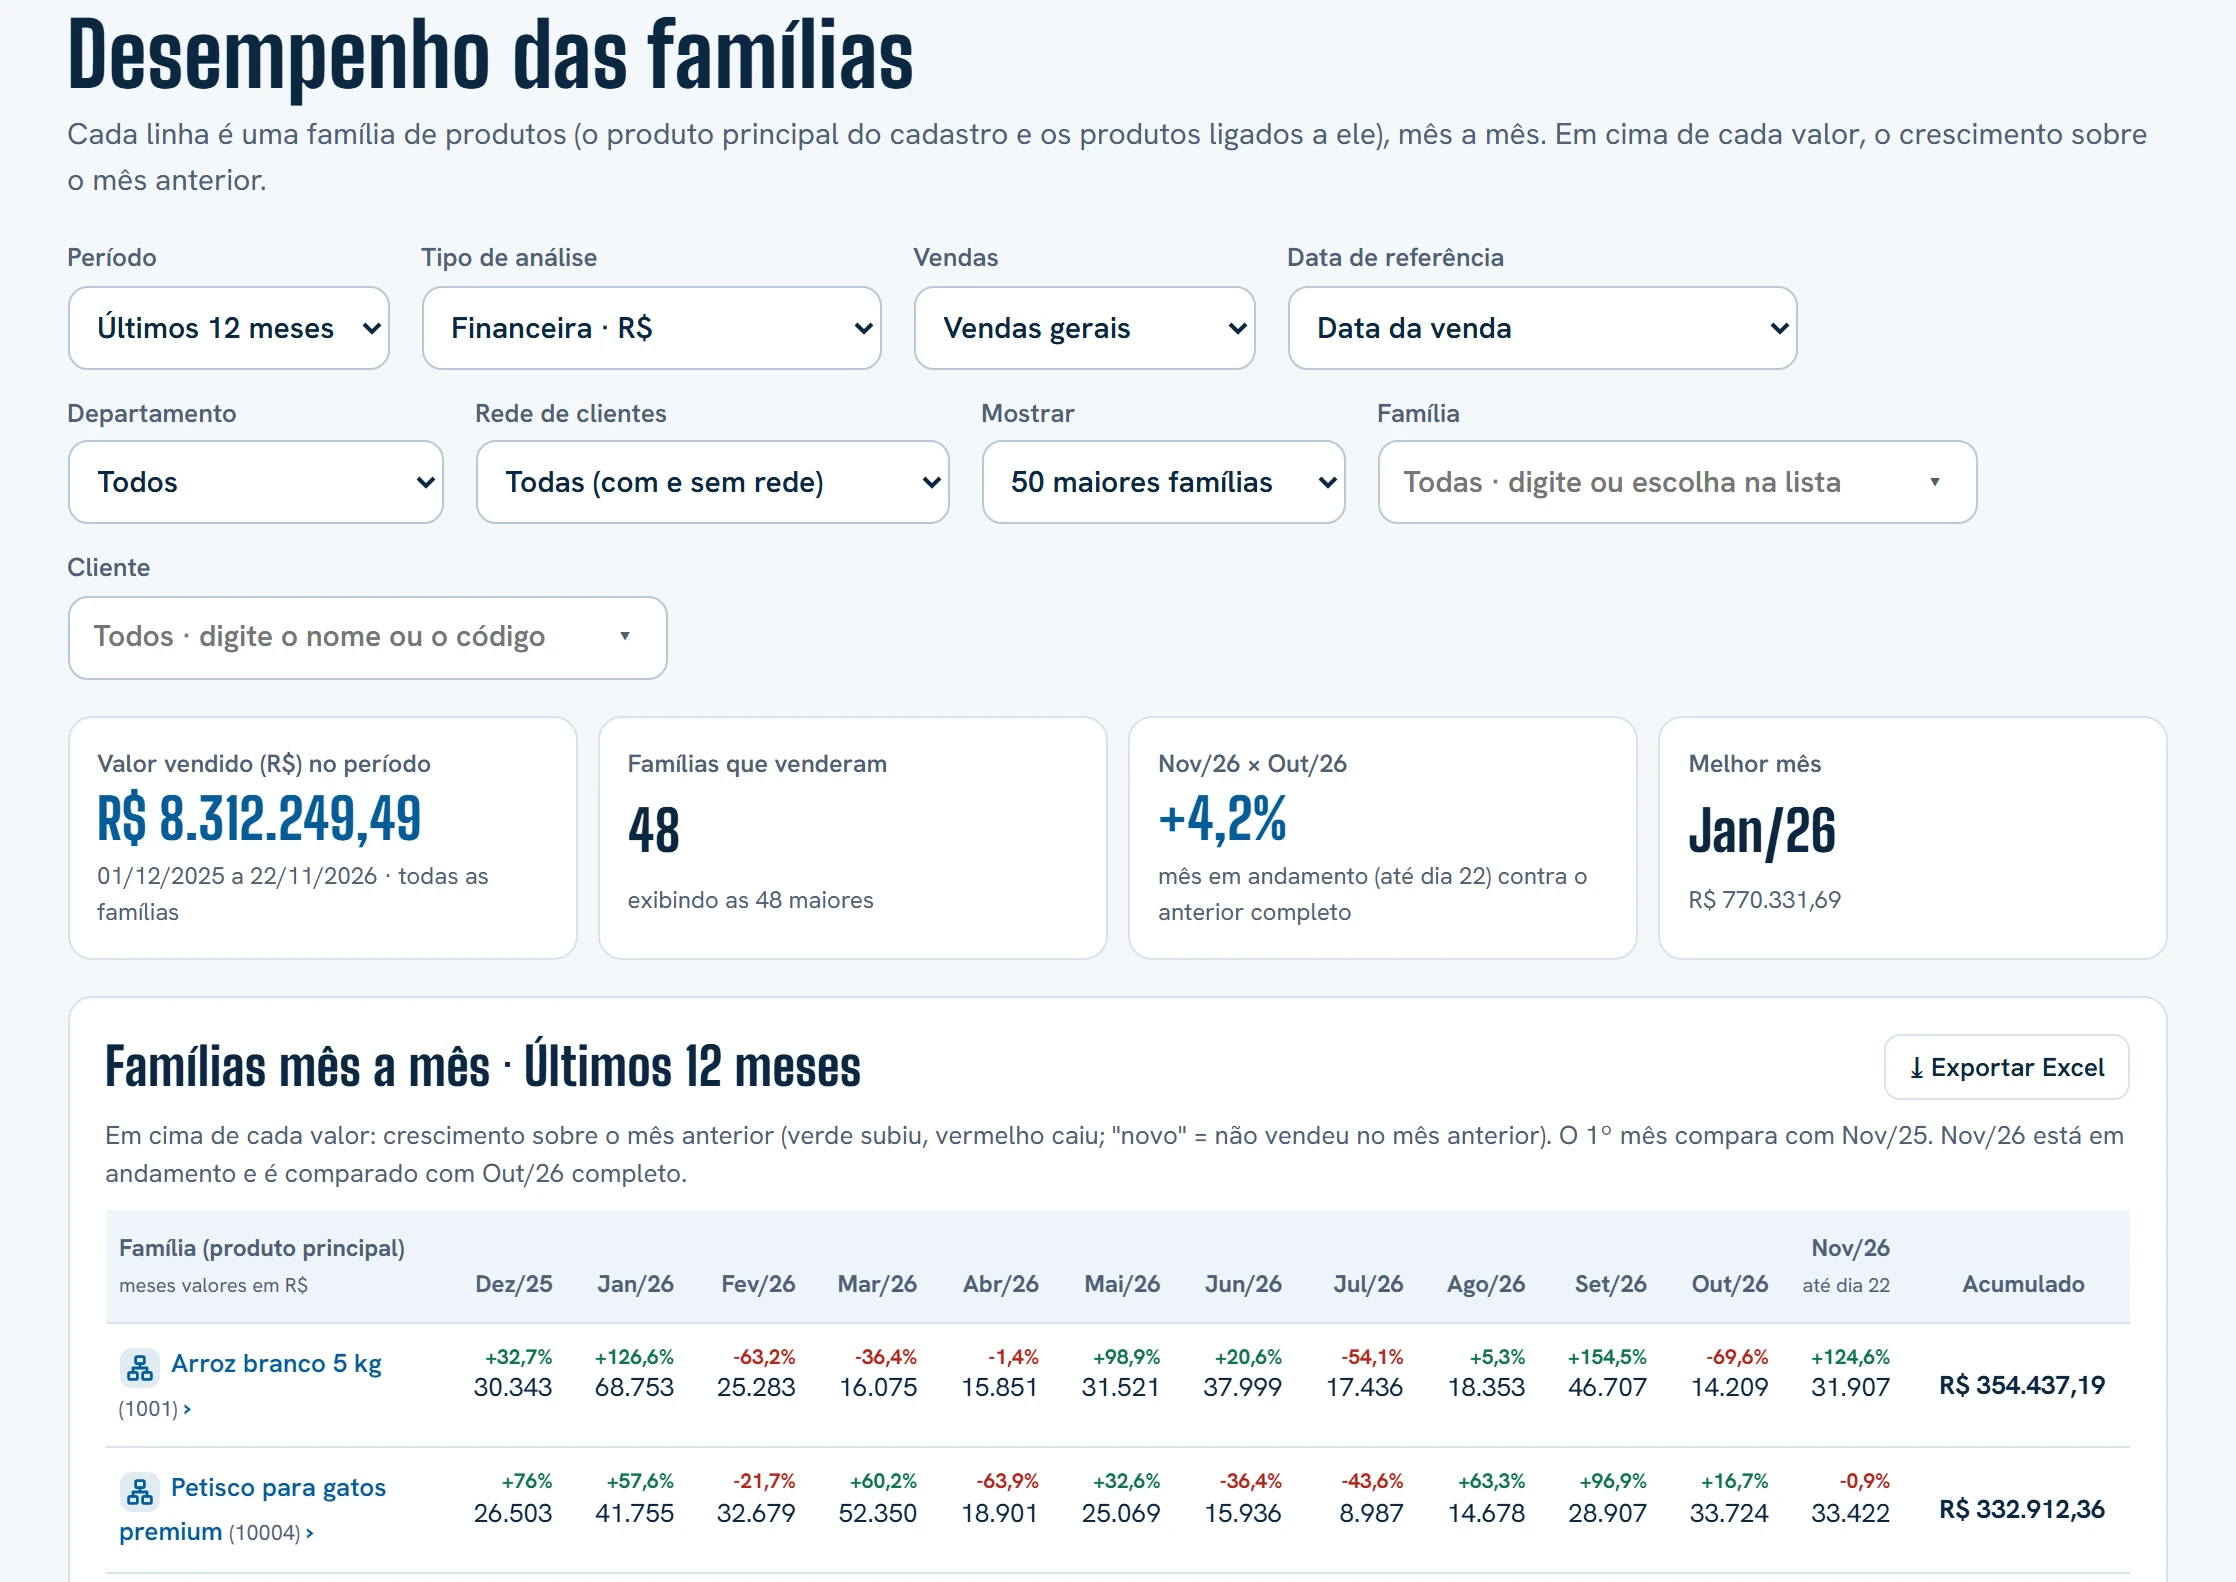 Desempenho das famílias
Cada linha é uma família de produtos (o produto principal do cadastro e os produtos ligados a ele), mês a mês. Em cima de cada valor, o crescimento sobre
o mês anterior.
Período Tipo de análise Vendas Data de referência
Últimos 12 meses Financeira · R$ Vendas gerais Data da venda
Departamento Rede de clientes Mostrar Família
Todos Todas (com e sem rede) 50 maiores famílias Todas · digite ou escolha na lista
Cliente
Todos · digite o nome ou o código
Valor vendido (R$) no período
R$ 8.312.249,49
01/12/2025 a 22/11/2026 · todas as
famílias
Famílias que venderam
48
exibindo as 48 maiores
Nov/26 × Out/26
+4,2%
mês em andamento (até dia 22) contra o
anterior completo
Melhor mês
Jan/26
R$ 770.331,69
Famílias mês a mês · Últimos 12 meses
Exportar Excel
Em cima de cada valor: crescimento sobre o mês anterior (verde subiu, vermelho caiu; "novo" = não vendeu no mês anterior). O 1º mês compara com Nov/25. Nov/26 está em
andamento e é comparado com Out/26 completo.
Família (produto principal)
meses valores em R$
Dez/25 Jan/26 Fev/26 Mar/26 Abr/26 Mai/26 Jun/26 Jul/26 Ago/26 Set/26 Out/26 Nov/26 até dia 22 Acumulado
Arroz branco 5 kg
(1001) ›
+32,7% +126,6% -63,2% -36,4% -1,4% +98,9% +20,6% -54,1% +5,3% +154,5% -69,6% +124,6%
30.343 68.753 25.283 16.075 15.851 31.521 37.999 17.436 18.353 46.707 14.209 31.907 R$ 354.437,19
Petisco para gatos
premium (10004) ›
+76% +57,6% -21,7% +60,2% -63,9% +32,6% -36,4% -43,6% +63,3% +96,9% +16,7% -0,9%
26.503 41.755 32.679 52.350 18.901 25.069 15.936 8.987 14.678 28.907 33.724 33.422 R$ 332.912,36